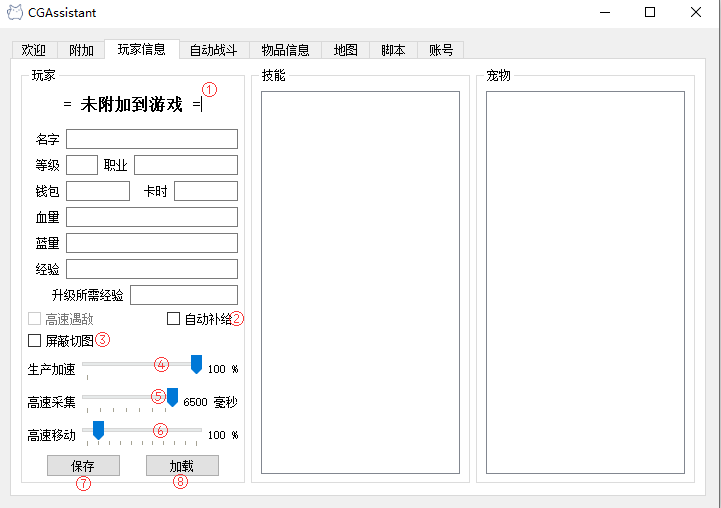 CGAssistant
欢迎 附加 玩家信息 自动战斗 物品信息 地图 脚本 账号
玩家 技能 宠物
= 未附加到游戏 = ①
名字
等级 职业
钱包 卡时
血量
蓝量
经验
升级所需经验
高速遇敌 自动补给②
屏蔽切图③
生产加速 ④ 100 %
高速采集 ⑤ 6500 毫秒
高速移动 ⑥ 100 %
保存 加载
⑦ ⑧